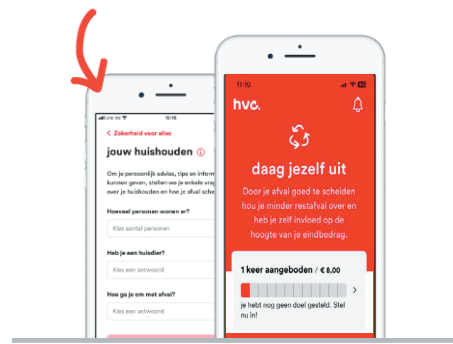 10:10
< Zekerheid voor alles
jouw huishouden
Om je persoonlijk advies, tips en inform
kunnen geven, stellen we je enkele vrag
over je huishouden en hoe je afval sche
Hoeveel personen wonen er?
Kies aantal personen
Heb je een huisdier?
Kies een antwoord
Hoe ga je om met afval?
Kies een antwoord
11:10
hvc.
daag jezelf uit
Door je afval goed te scheiden
hou je minder restafval over en
heb je zelf invloed op de
hoogte van je eindbedrag.
1 keer aangeboden / € 8,00
je hebt nog geen doel gesteld. Stel
nu in!